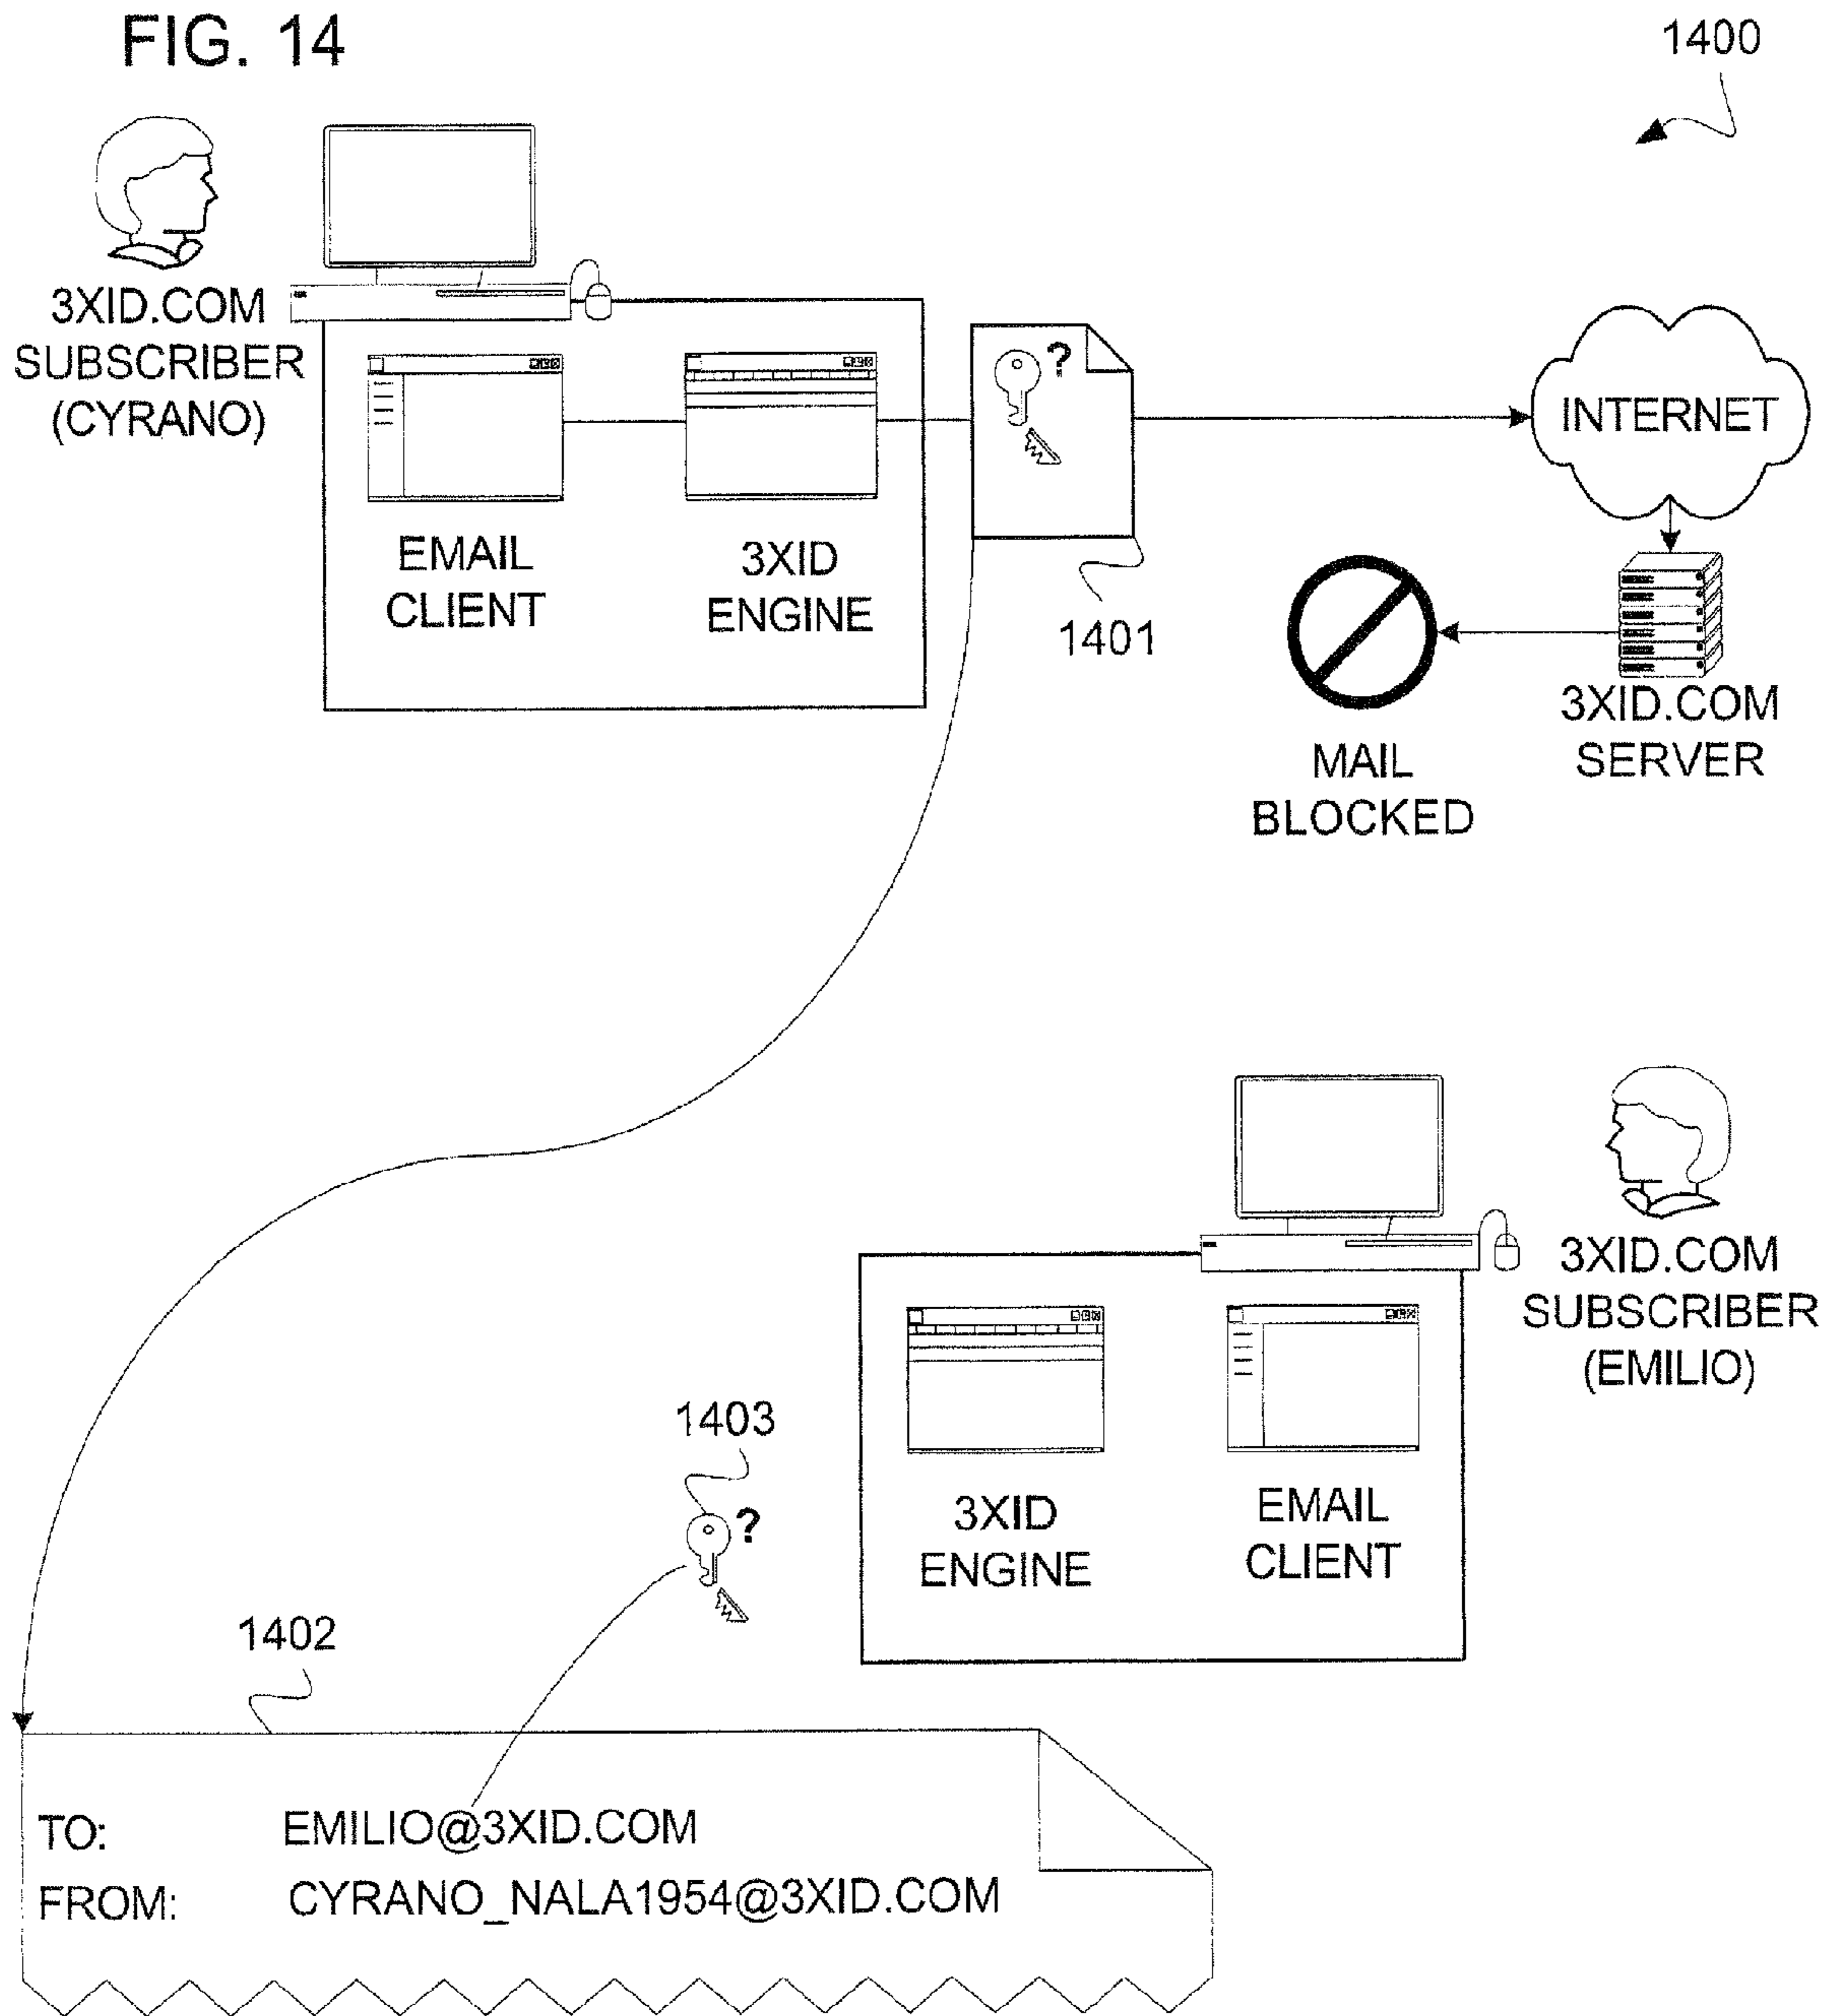 FIG. 14
1400
3XID.COM
SUBSCRIBER
(CYRANO)
EMAIL
CLIENT
3XID
ENGINE
?
1401
INTERNET
3XID.COM
SERVER
MAIL
BLOCKED
3XID.COM
SUBSCRIBER
(EMILIO)
3XID
ENGINE
EMAIL
CLIENT
1403
?
1402
TO: EMILIO@3XID.COM
FROM: CYRANO_NALA1954@3XID.COM